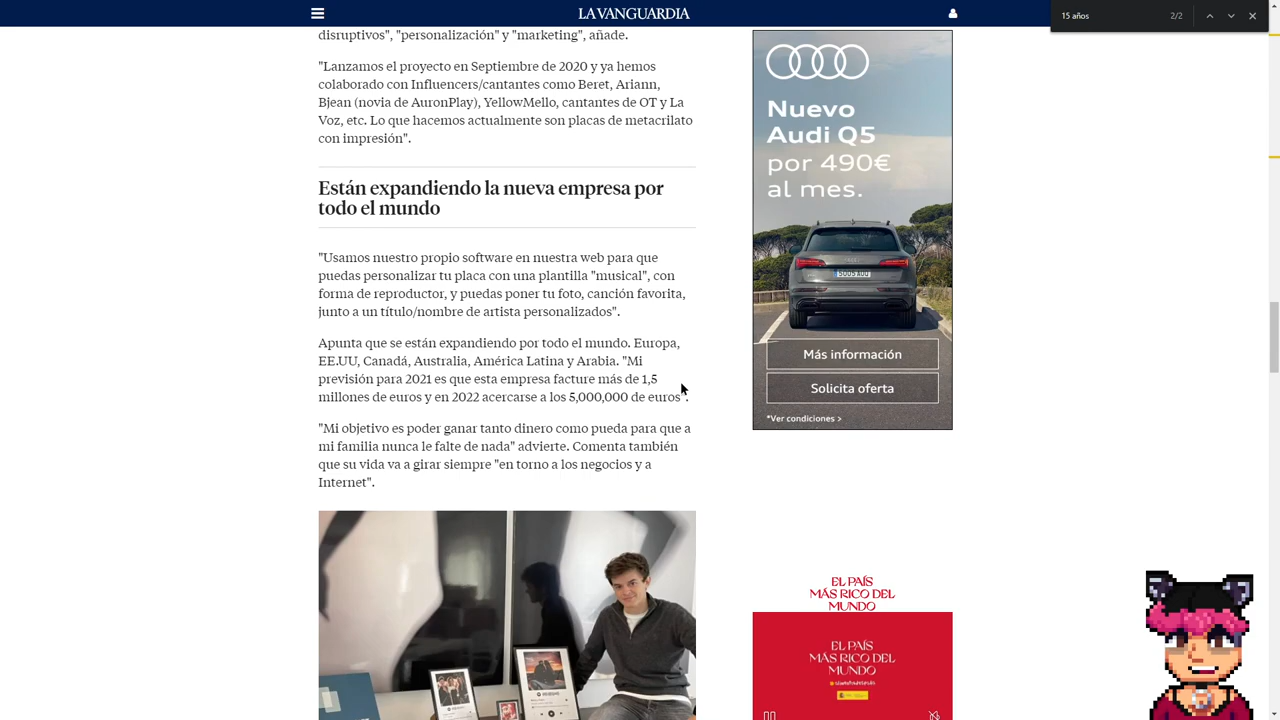 LA VANGUARDIA
15 años
2/2
disruptivos", "personalización" y "marketing", añade.
"Lanzamos el proyecto en Septiembre de 2020 y ya hemos
colaborado con Influencers/cantantes como Beret, Ariann,
Bjean (novia de AuronPlay), YellowMello, cantantes de OT y La
Voz, etc. Lo que hacemos actualmente son placas de metacrilato
con impresión".
Están expandiendo la nueva empresa por
todo el mundo
"Usamos nuestro propio software en nuestra web para que
puedas personalizar tu placa con una plantilla "musical", con
forma de reproductor, y puedas poner tu foto, canción favorita,
junto a un título/nombre de artista personalizados".
Apunta que se están expandiendo por todo el mundo. Europa,
EE.UU, Canadá, Australia, América Latina y Arabia. "Mi
previsión para 2021 es que esta empresa facture más de 1,5
millones de euros y en 2022 acercarse a los 5,000,000 de euros".
"Mi objetivo es poder ganar tanto dinero como pueda para que a
mi familia nunca le falte de nada" advierte. Comenta también
que su vida va a girar siempre "en torno a los negocios y a
Internet".
Nuevo
Audi Q5
por 490€
al mes.
Más información
Solicita oferta
*Ver condiciones >
EL PAÍS
MÁS RICO DEL
MUNDO
EL PAÍS
MÁS RICO DEL
MUNDO